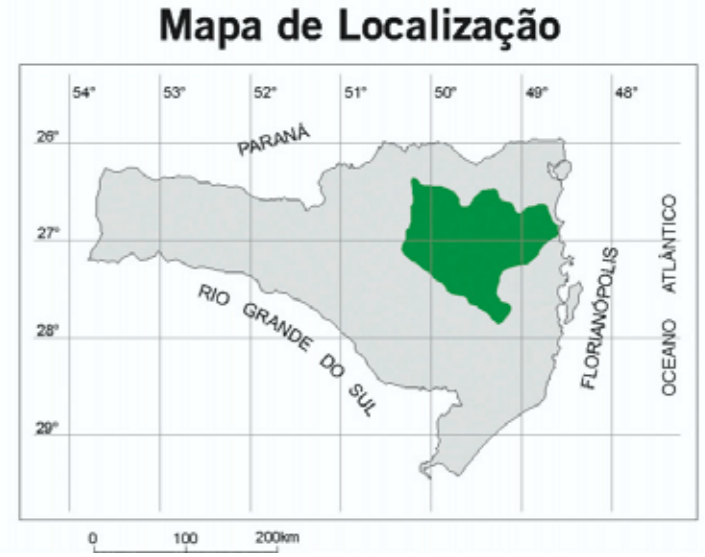 Mapa de Localização
54° 53° 52° 51° 50° 49° 48°
26°
PARANÁ
27°
RIO GRANDE DO SUL
FLORIANÓPOLIS
OCEANO ATLÂNTICO
28°
29°
0 100 200km